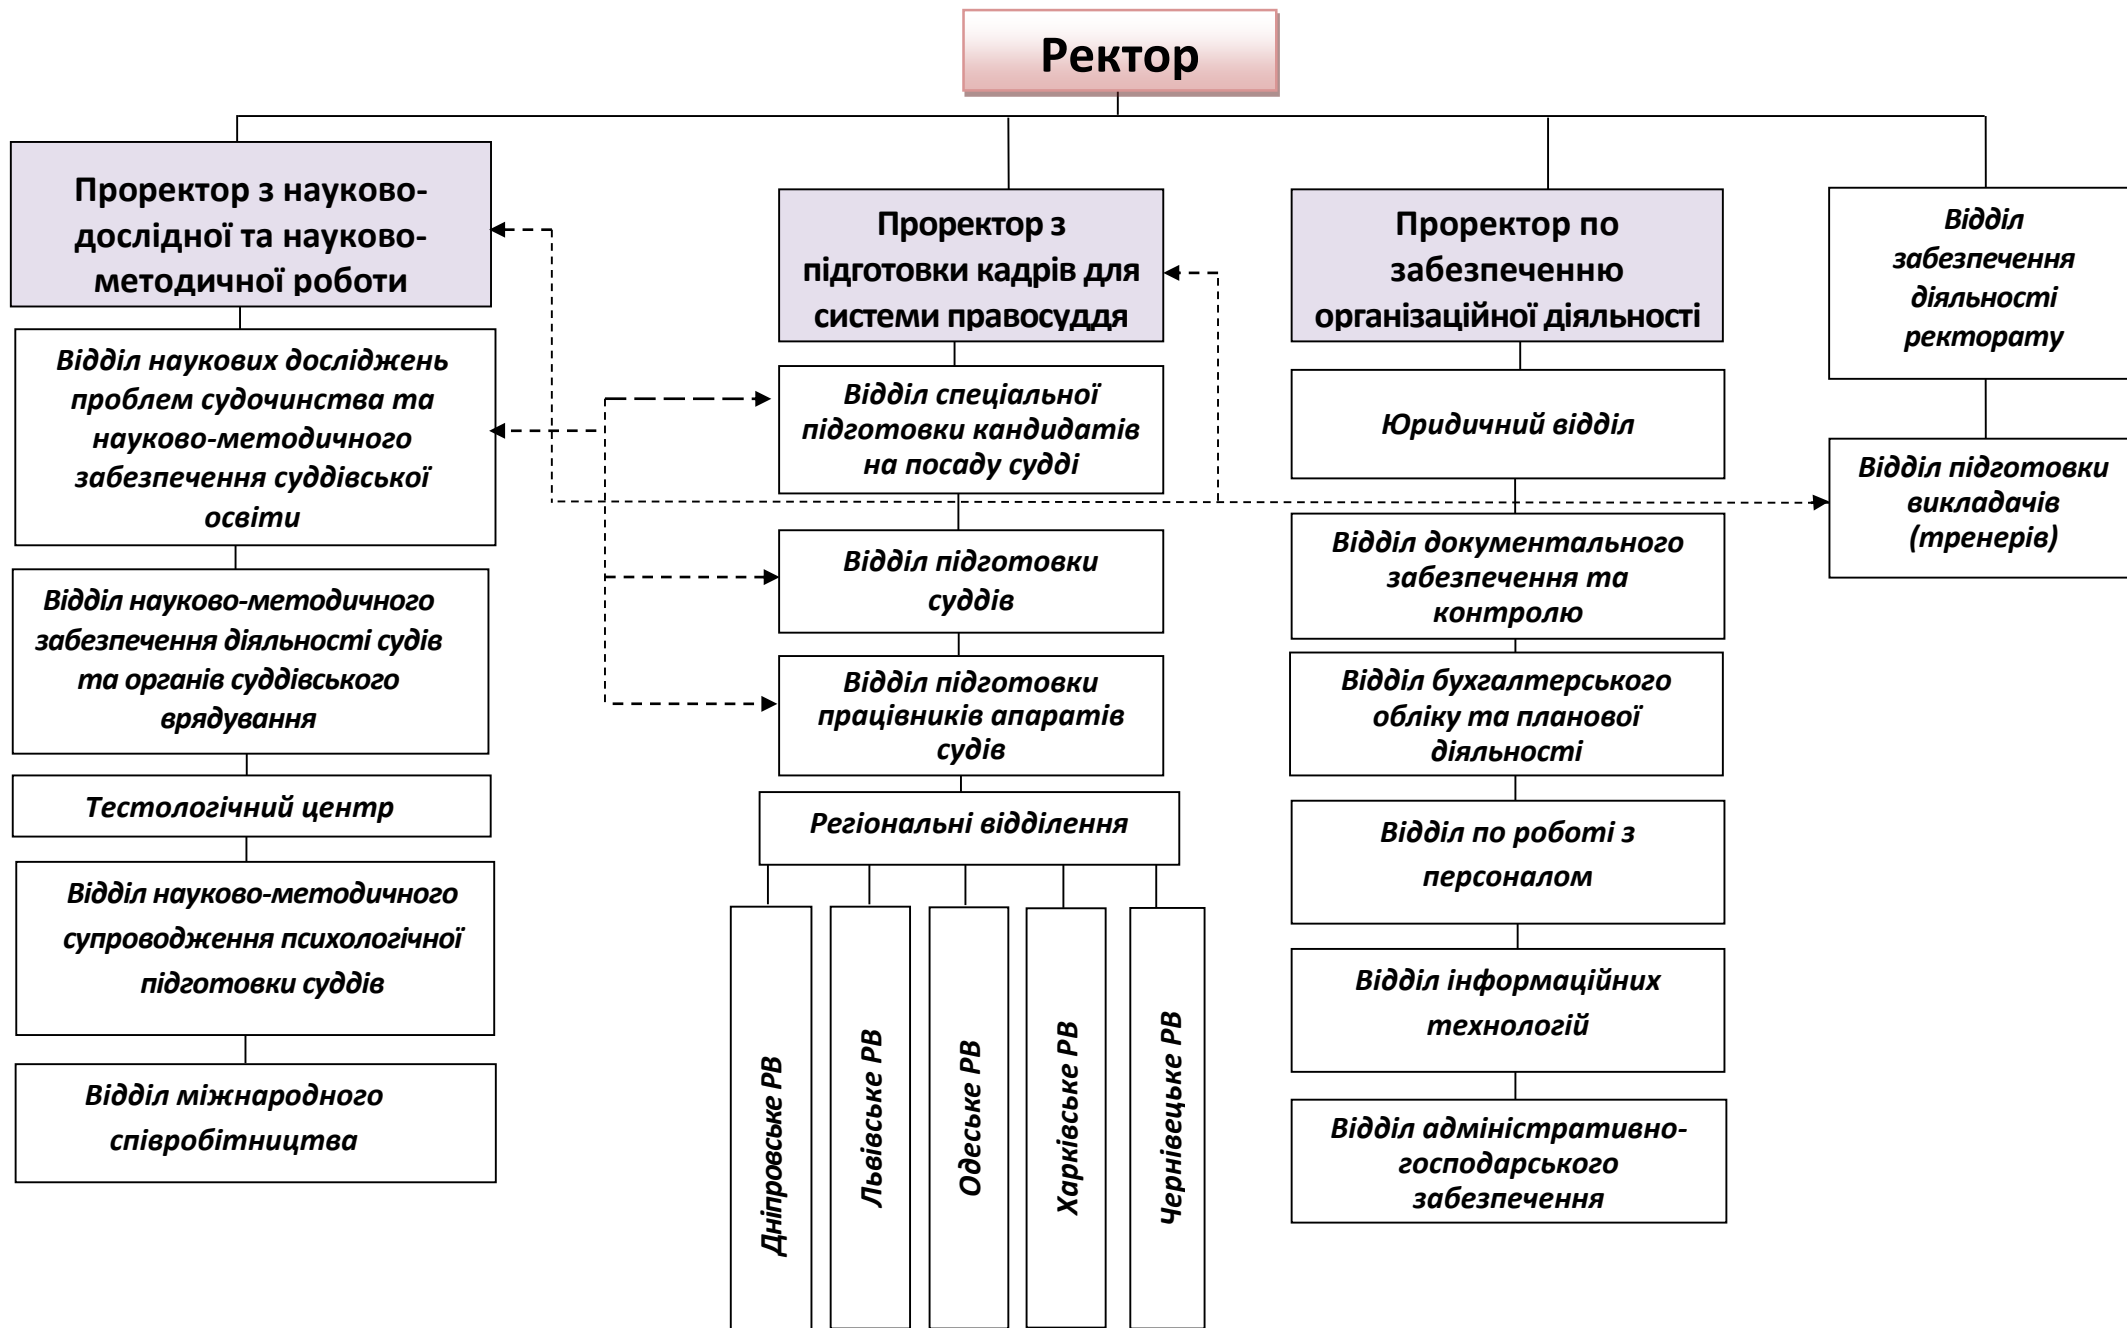 Ректор
Проректор з науково-
дослідної та науково-
методичної роботи
Відділ наукових досліджень
проблем судочинства та
науково-методичного
забезпечення суддівської
освіти
Відділ науково-методичного
забезпечення діяльності судів
та органів суддівського
врядування
Тестологічний центр
Відділ науково-методичного
супроводження психологічної
підготовки суддів
Відділ міжнародного
співробітництва
Проректор з
підготовки кадрів для
системи правосуддя
Відділ спеціальної
підготовки кандидатів
на посаду судді
Відділ підготовки
суддів
Відділ підготовки
працівників апаратів
судів
Регіональні відділення
Дніпровське РВ
Львівське РВ
Одеське РВ
Харківське РВ
Чернівецьке РВ
Проректор по
забезпеченню
організаційної діяльності
Юридичний відділ
Відділ документального
забезпечення та
контролю
Відділ бухгалтерського
обліку та планової
діяльності
Відділ по роботі з
персоналом
Відділ інформаційних
технологій
Відділ адміністративно-
господарського
забезпечення
Відділ
забезпечення
діяльності
ректорату
Відділ підготовки
викладачів
(тренерів)